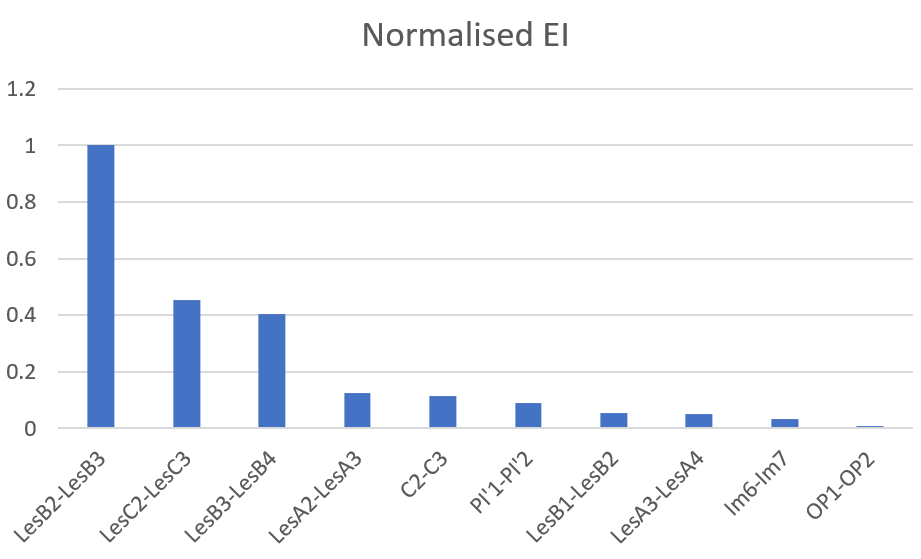 Normalised EI
1.2
1
0.8
0.6
0.4
0.2
0
LesB2-LesB3
LesC2-LesC3
LesB3-LesB4
LesA2-LesA3
C2-C3
PI'1-PI'2
LesB1-LesB2
LesA3-LesA4
Im6-Im7
OP1-OP2